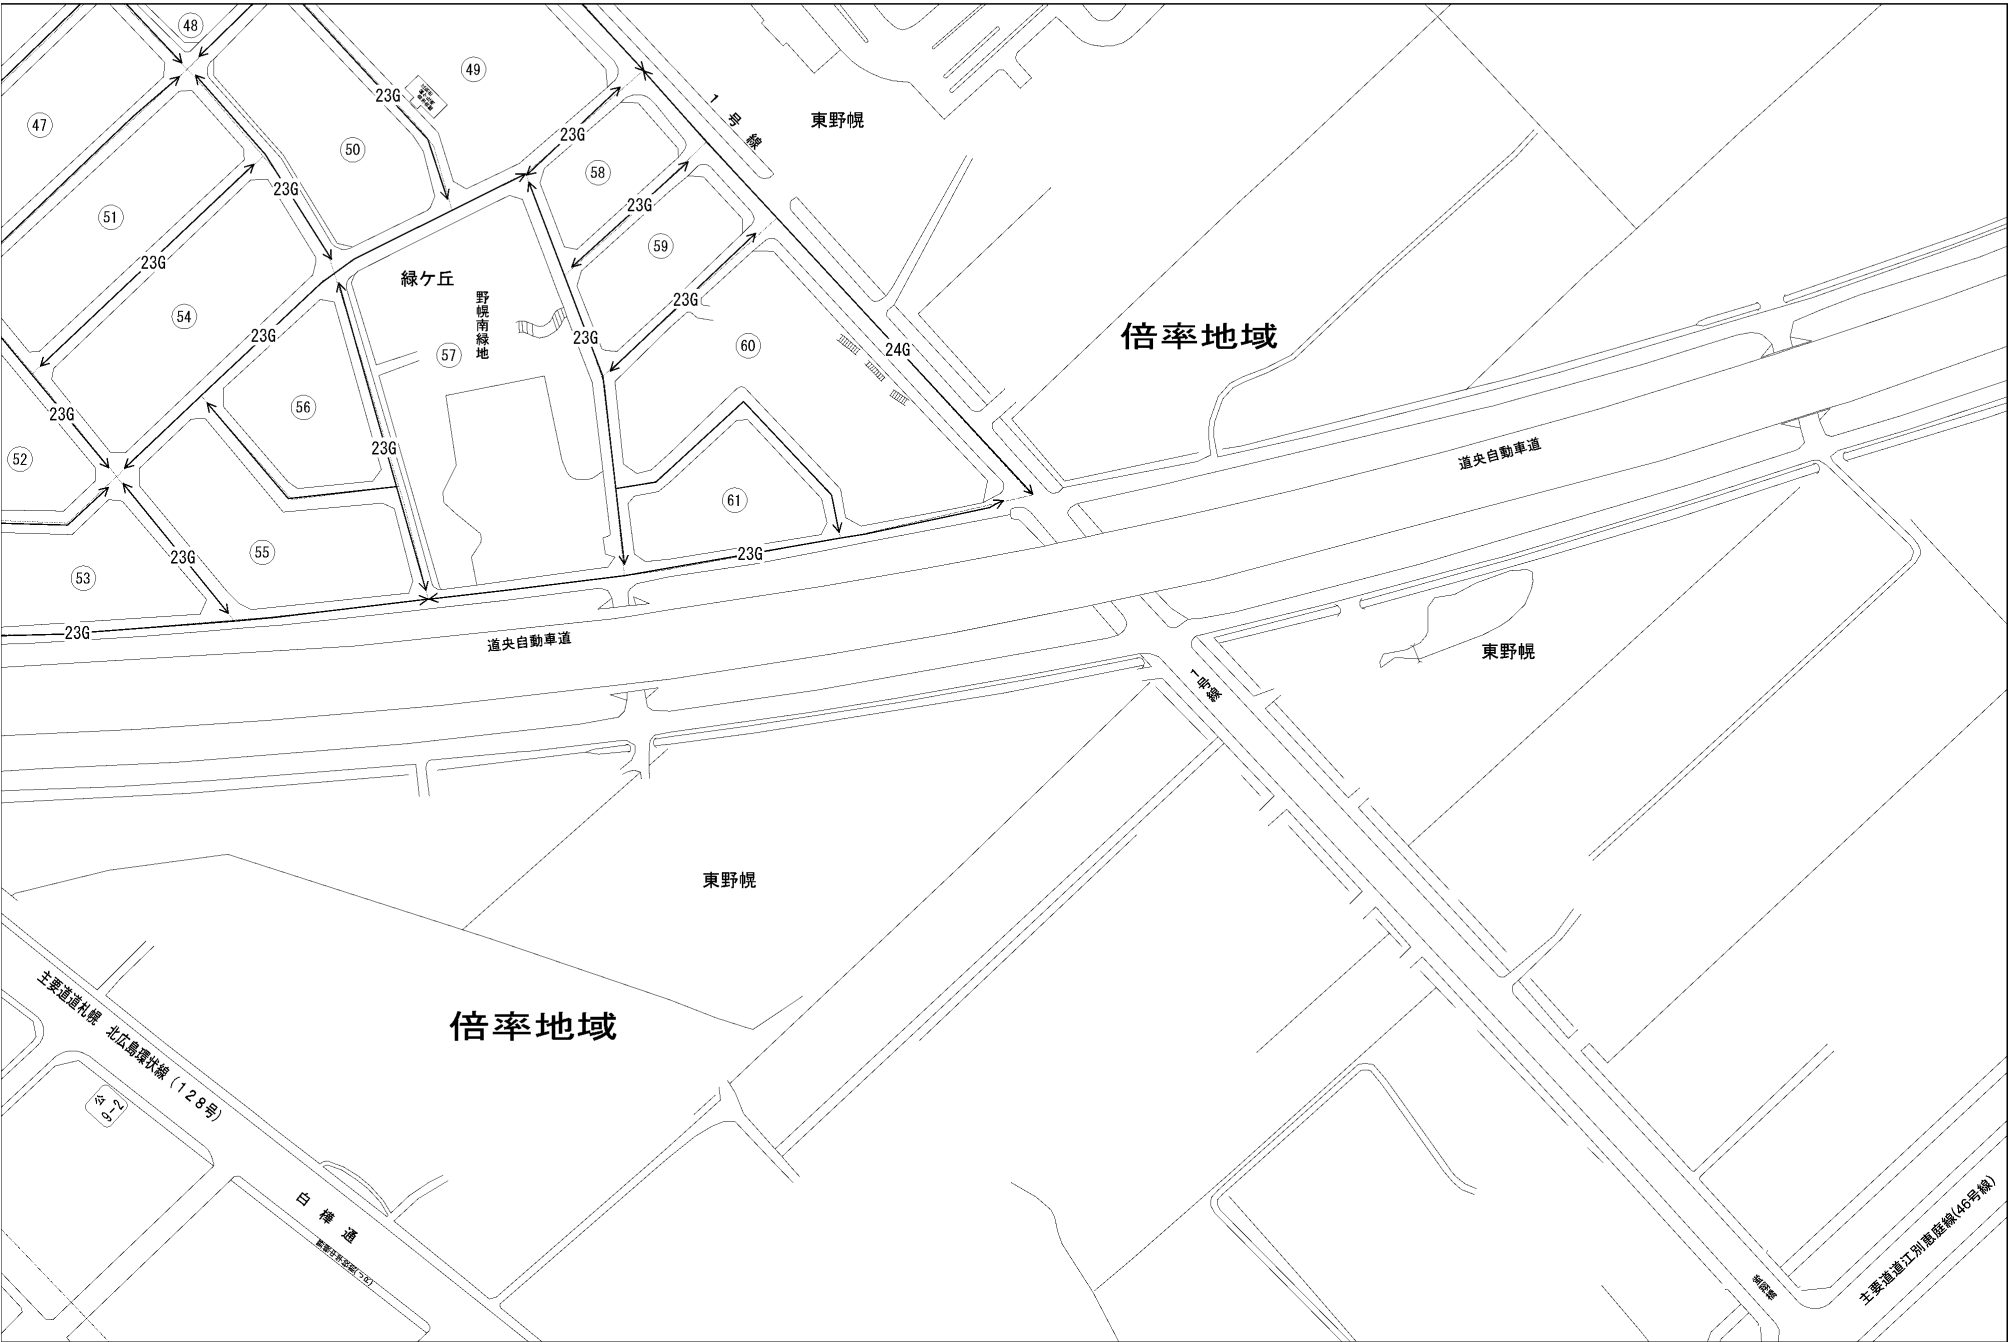 48
49
47
23G
50
1号線
東野幌
23G
58
51
23G
23G
59
23G
緑ケ丘
野幌南緑地
23G
54
23G
57
23G
60
24G
倍率地域
56
52
23G
23G
道央自動車道
61
55
23G
23G
53
23G
道央自動車道
東野幌
1号線
東野幌
倍率地域
主要道道札幌 北広島環状線(128号)
公
9-2
白樺通
主要道道江別恵庭線(46号線)